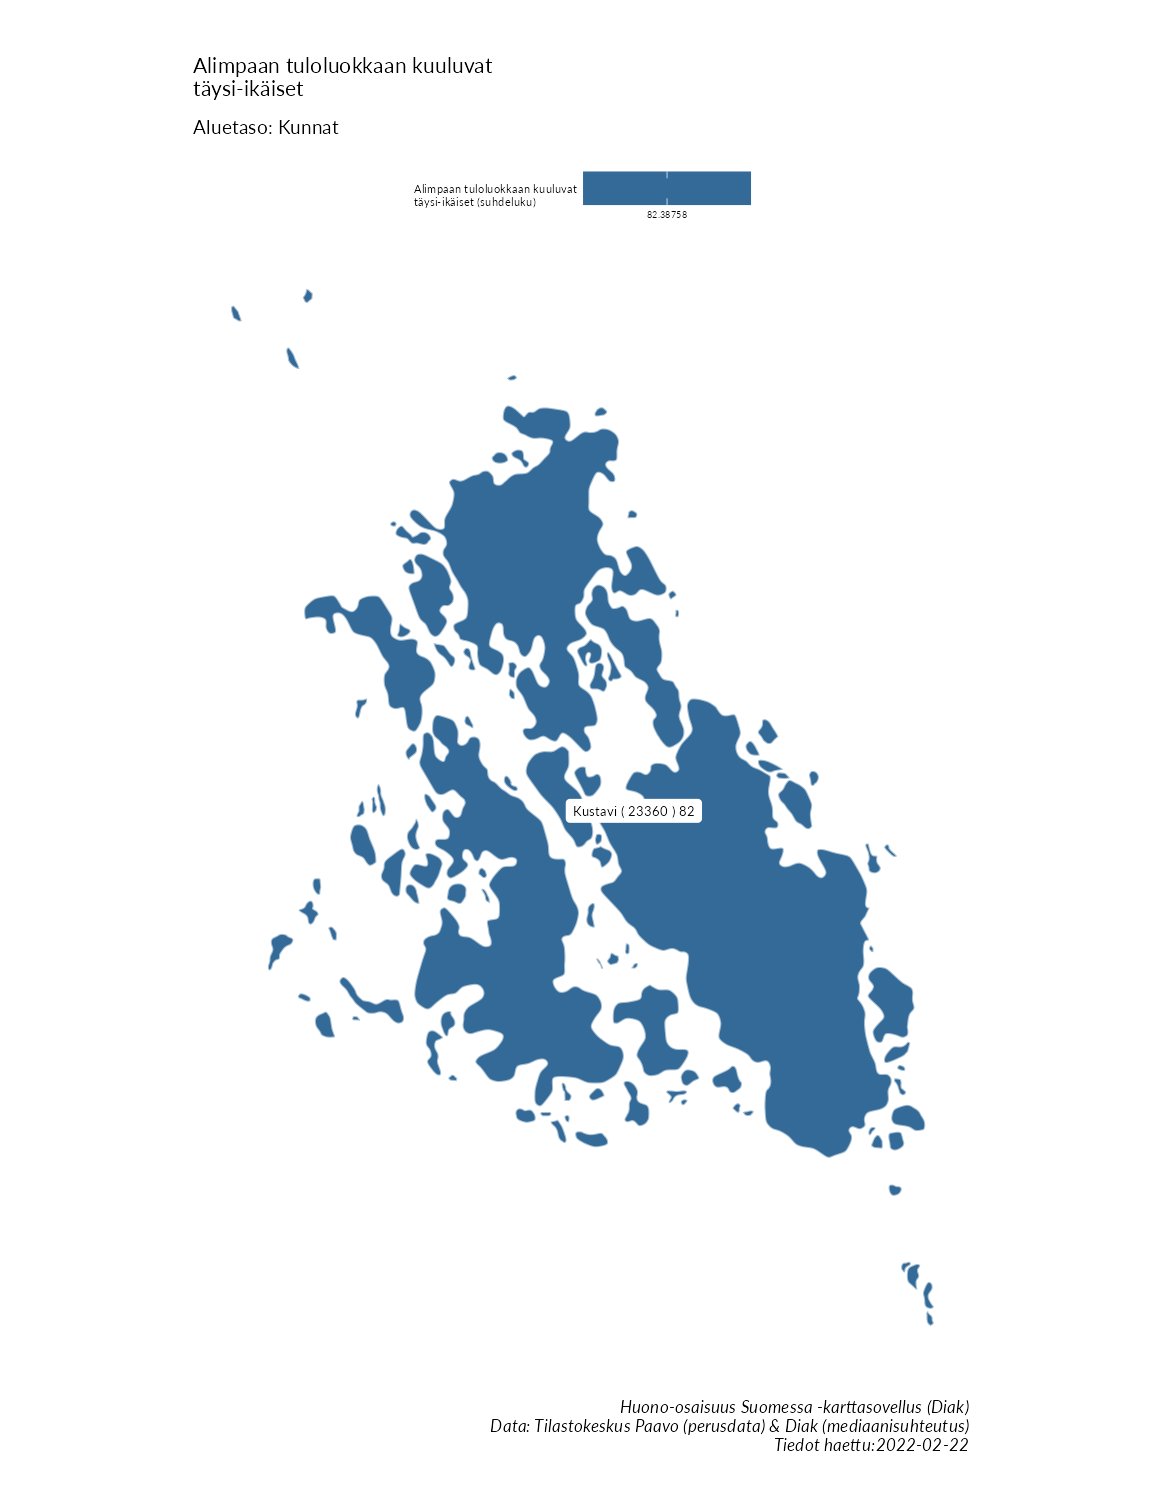 Alimpaan tuloluokkaan kuuluvat
täysi-ikäiset
Aluetaso: Kunnat
Alimpaan tuloluokkaan kuuluvat
täysi-ikäiset (suhdeluku)
82.38758
Kustavi ( 23360 ) 82
Huono-osaisuus Suomessa -karttasovellus (Diak)
Data: Tilastokeskus Paavo (perusdata) & Diak (mediaanisuhteutus)
Tiedot haettu:2022-02-22